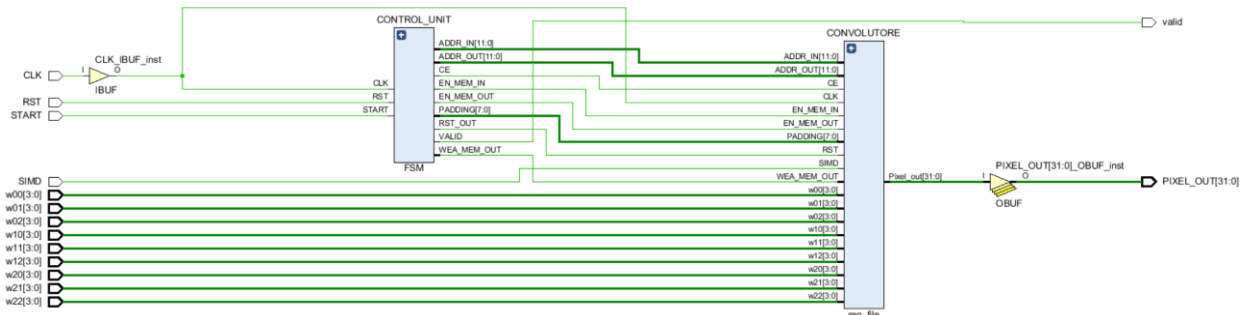 CONTROL_UNIT
valid
CONVOLUTORE
CLK_IBUF_inst
ADDR_IN[11:0]
ADDR_IN[11:0]
ADDR_OUT[11:0]
ADDR_OUT[11:0]
CLK
I
O
IBUF
CE
CE
CLK
EN_MEM_IN
CLK
RST
RST
EN_MEM_OUT
EN_MEM_IN
START
START
PADDING[7:0]
EN_MEM_OUT
RST_OUT
PADDING[7:0]
VALID
RST
WEA_MEM_OUT
SIMD
FSM
PIXEL_OUT[31:0]_OBUF_inst
SIMD
WEA_MEM_OUT
Pixel_out[31:0]
I
O
PIXEL_OUT[31:0]
w00[3:0]
w00[3:0]
OBUF
w01[3:0]
w01[3:0]
w02[3:0]
w02[3:0]
w10[3:0]
w10[3:0]
w11[3:0]
w11[3:0]
w12[3:0]
w12[3:0]
w20[3:0]
w20[3:0]
w21[3:0]
w21[3:0]
w22[3:0]
w22[3:0]